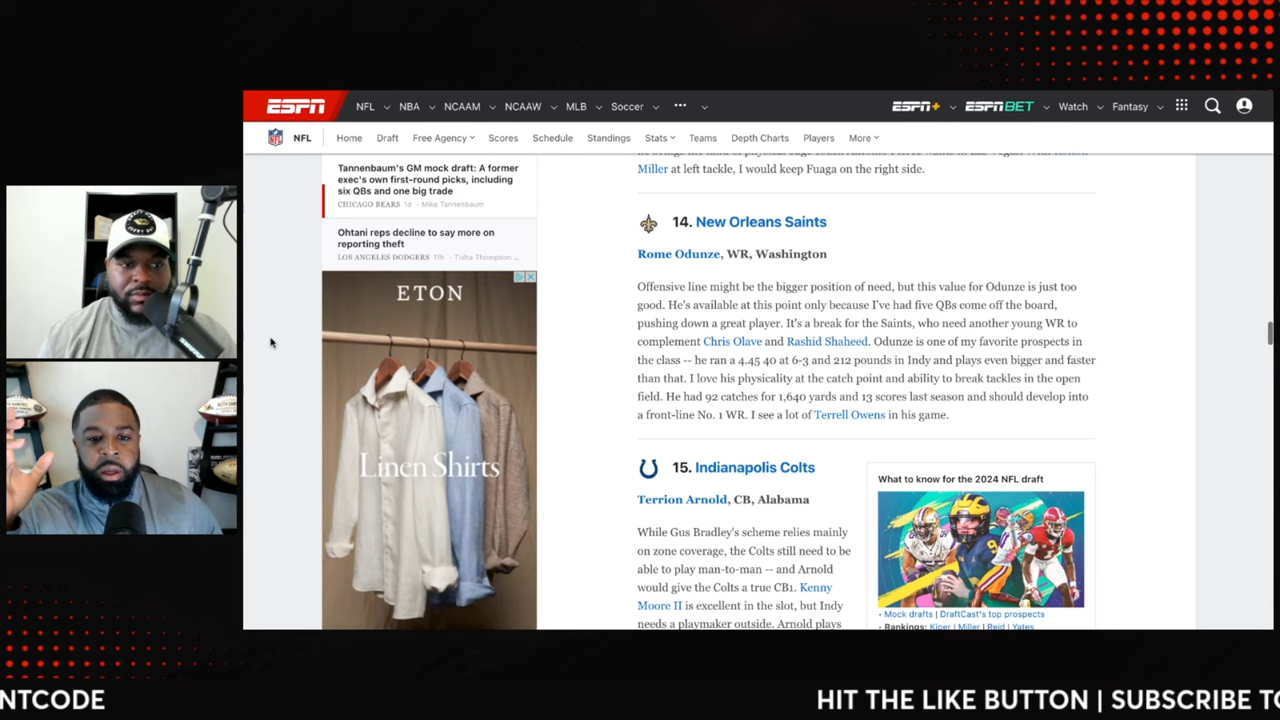 ESPN NFL NBA NCAAM NCAAW MLB Soccer ••• ESPN+ ESPN BET Watch Fantasy
NFL Home Draft Free Agency Scores Schedule Standings Stats Teams Depth Charts Players More
Tannenbaum's GM mock draft: A former
exec's own first-round picks, including
six QBs and one big trade
CHICAGO BEARS 1d - Mike Tannenbaum
Ohtani reps decline to say more on
reporting theft
LOS ANGELES DODGERS 11h - Tisha Thompson ...
ETON
Linen Shirts
Miller at left tackle, I would keep Fuaga on the right side.
14. New Orleans Saints
Rome Odunze, WR, Washington
Offensive line might be the bigger position of need, but this value for Odunze is just too
good. He's available at this point only because I've had five QBs come off the board,
pushing down a great player. It's a break for the Saints, who need another young WR to
complement Chris Olave and Rashid Shaheed. Odunze is one of my favorite prospects in
the class -- he ran a 4.45 40 at 6-3 and 212 pounds in Indy and plays even bigger and faster
than that. I love his physicality at the catch point and ability to break tackles in the open
field. He had 92 catches for 1,640 yards and 13 scores last season and should develop into
a front-line No. 1 WR. I see a lot of Terrell Owens in his game.
15. Indianapolis Colts
Terrion Arnold, CB, Alabama
While Gus Bradley's scheme relies mainly
on zone coverage, the Colts still need to be
able to play man-to-man -- and Arnold
would give the Colts a true CB1. Kenny
Moore II is excellent in the slot, but Indy
needs a playmaker outside. Arnold plays
What to know for the 2024 NFL draft
• Mock drafts | DraftCast's top prospects
• Rankings: Kiper | Miller | Reid | Yates
NTCODE HIT THE LIKE BUTTON | SUBSCRIBE TO